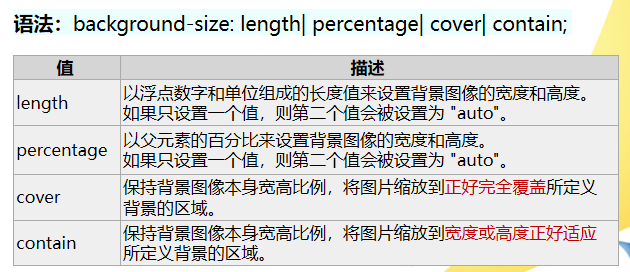 语法：background-size: length| percentage| cover| contain;
值 描述
length 以浮点数字和单位组成的长度值来设置背景图像的宽度和高度。
如果只设置一个值，则第二个值会被设置为 "auto"。
percentage 以父元素的百分比来设置背景图像的宽度和高度。
如果只设置一个值，则第二个值会被设置为 "auto"。
cover 保持背景图像本身宽高比例，将图片缩放到正好完全覆盖所定义
背景的区域。
contain 保持背景图像本身宽高比例，将图片缩放到宽度或高度正好适应
所定义背景的区域。